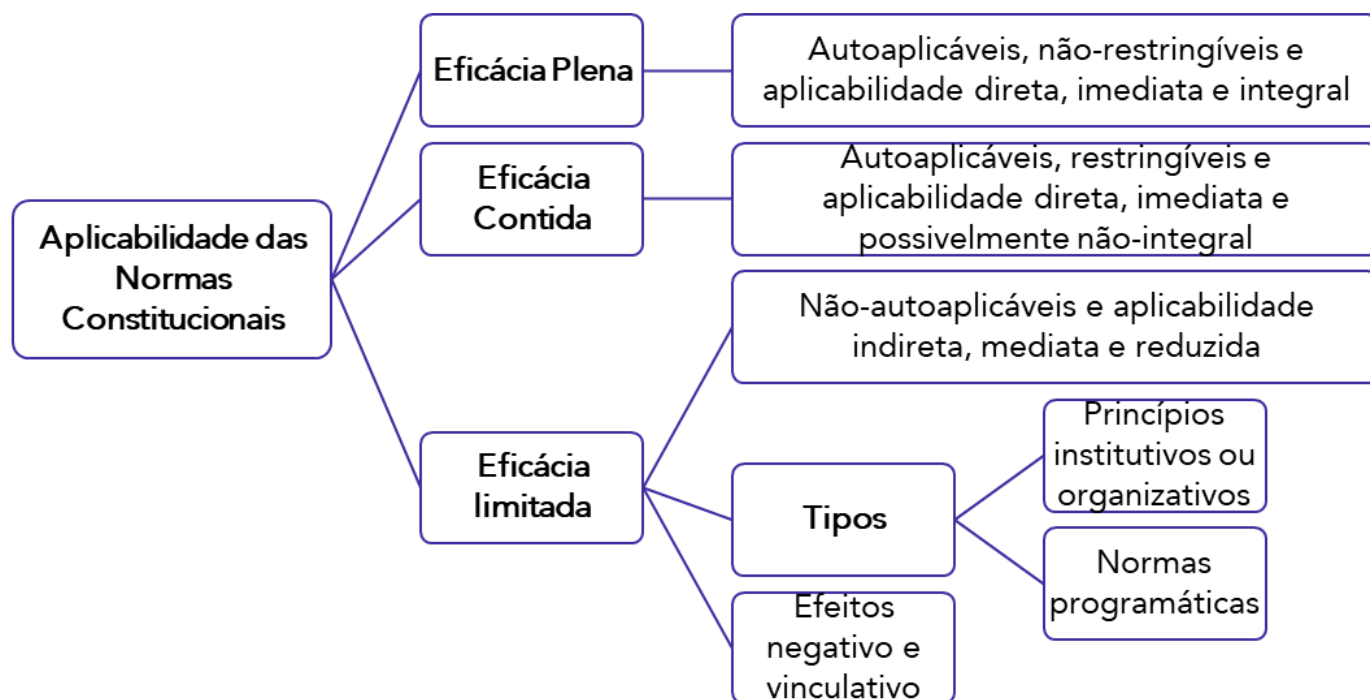 Aplicabilidade das
Normas
Constitucionais
Eficácia Plena
Autoaplicáveis, não-restringíveis e
aplicabilidade direta, imediata e integral
Eficácia
Contida
Autoaplicáveis, restringíveis e
aplicabilidade direta, imediata e
possivelmente não-integral
Eficácia
limitada
Não-autoaplicáveis e aplicabilidade
indireta, mediata e reduzida
Tipos
Princípios
institutivos ou
organizativos
Normas
programáticas
Efeitos
negativo e
vinculativo